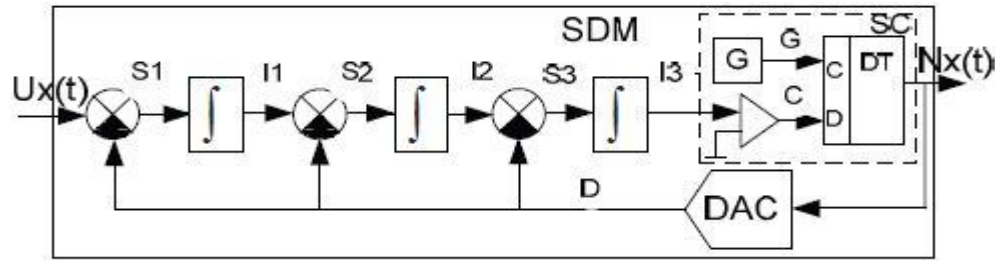 SDM
SC
Ux(t)
S1
I1
S2
I2
S3
I3
G
G
C
C
D
DT
Nx(t)
D
DAC